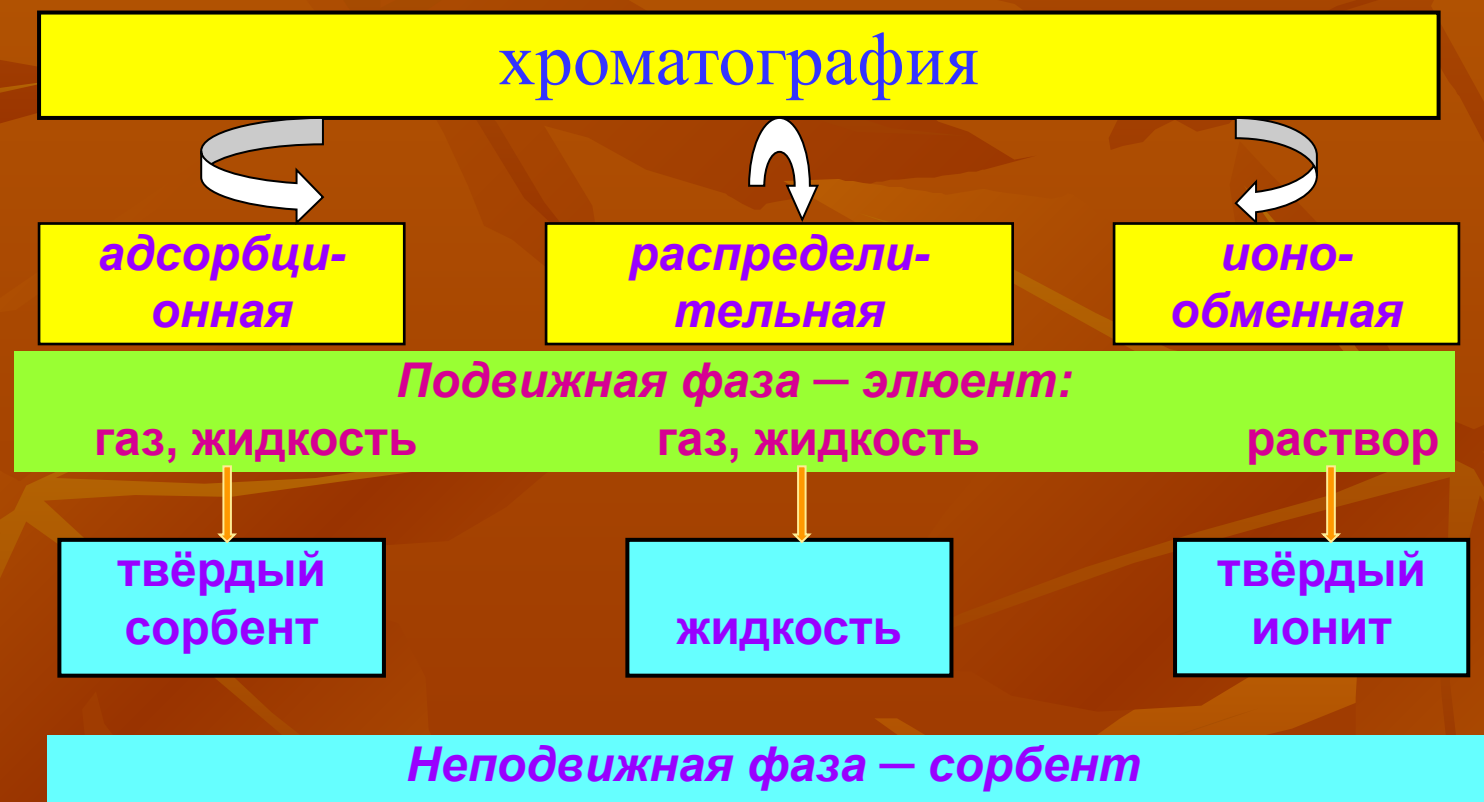 хроматография
адсорбци-
онная
распредели-
тельная
ионо-
обменная
Подвижная фаза – элюент:
газ, жидкость газ, жидкость раствор
твёрдый
сорбент
жидкость
твёрдый
ионит
Неподвижная фаза – сорбент